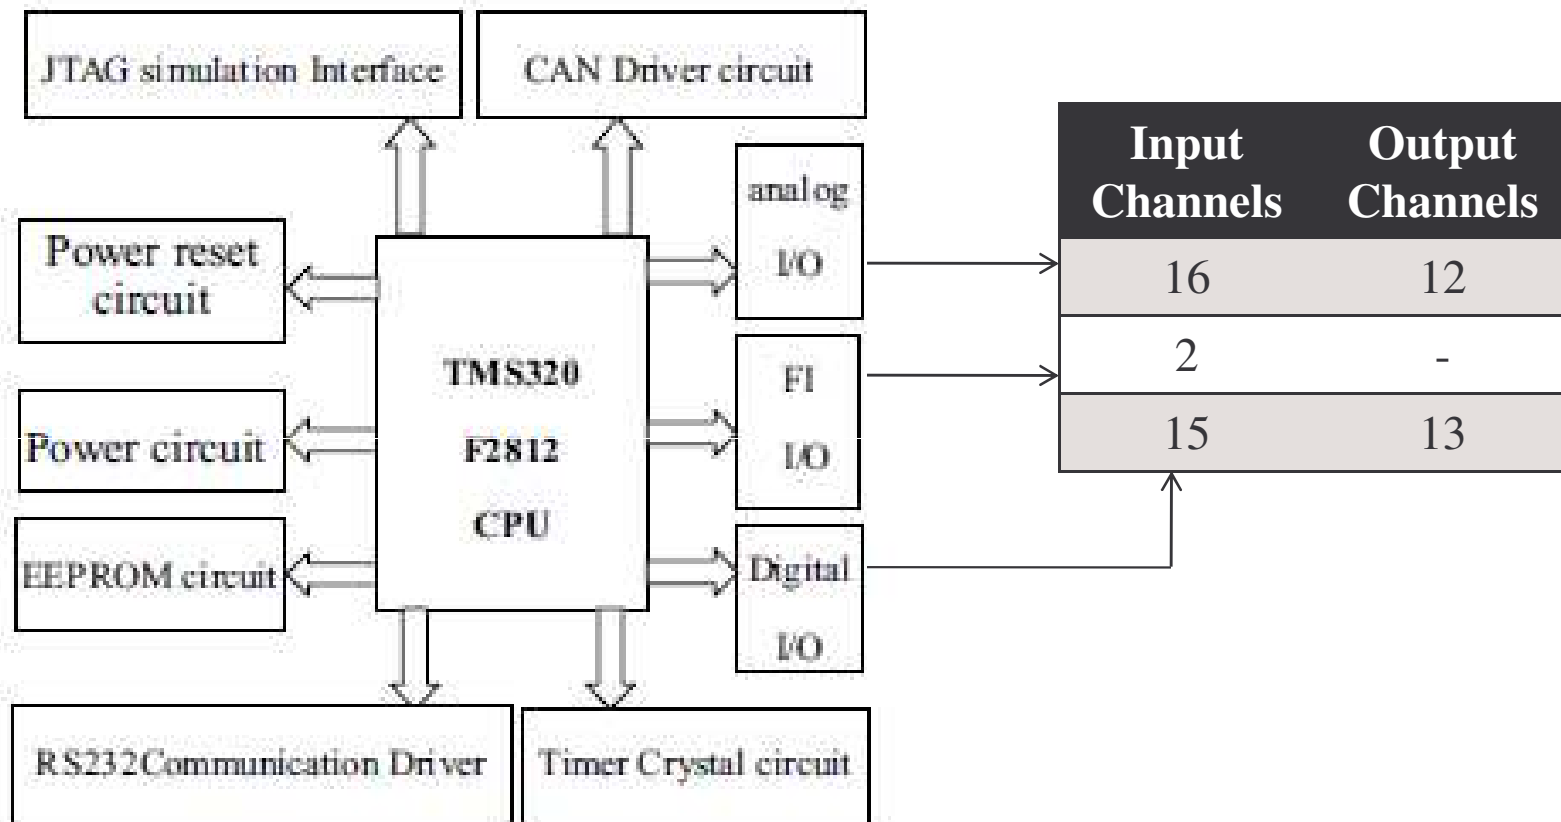 JTAG simulation Interface
CAN Driver circuit
analog
I/O
Power reset
circuit
TMS320
F2812
CPU
FI
I/O
Power circuit
EEPROM circuit
Digital
I/O
RS232Communication Driver
Timer Crystal circuit
Input Output
Channels Channels
16 12
2 -
15 13